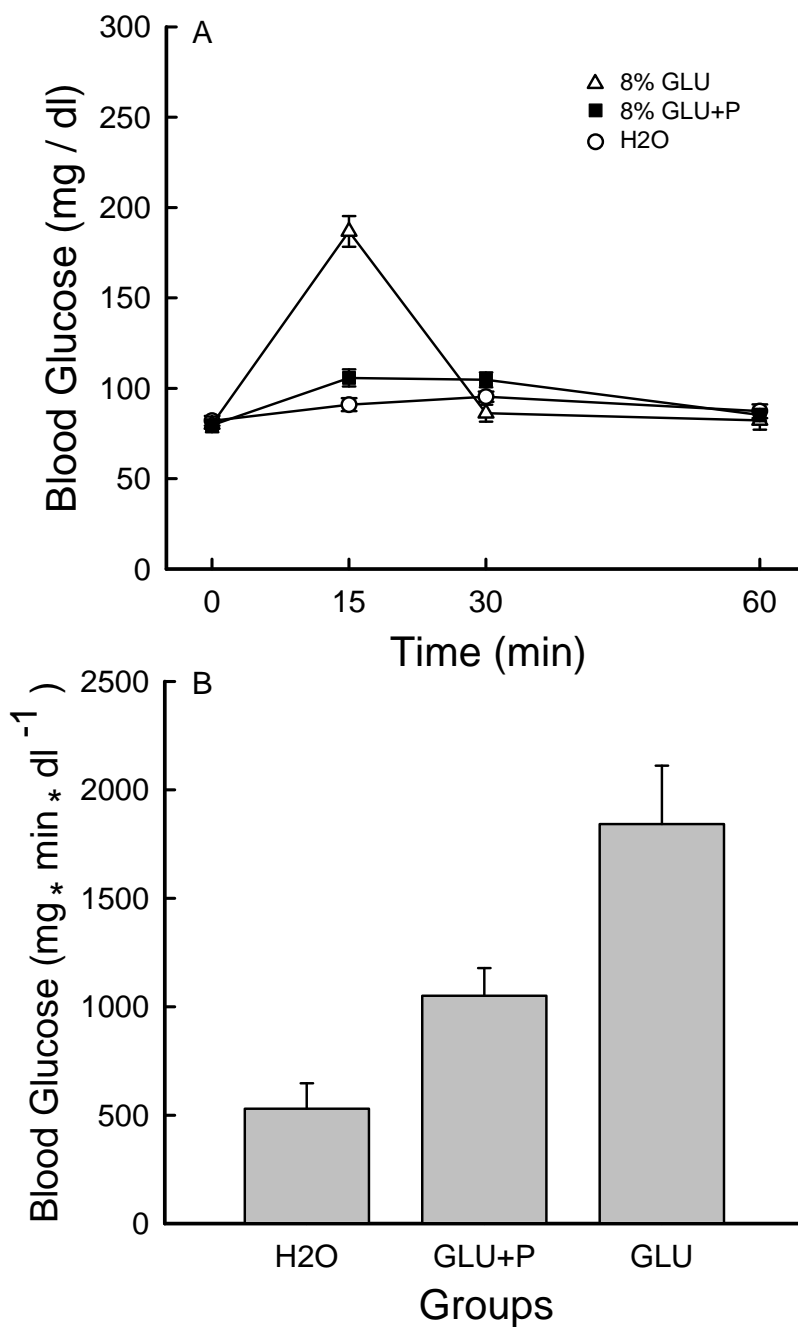 A
300
250
200
150
100
50
0
Blood Glucose (mg / dl)
8% GLU
8% GLU+P
H2O
0 15 30 60
Time (min)
B
2500
2000
1500
1000
500
0
Blood Glucose (mg * min * dl -1 )
H2O GLU+P GLU
Groups